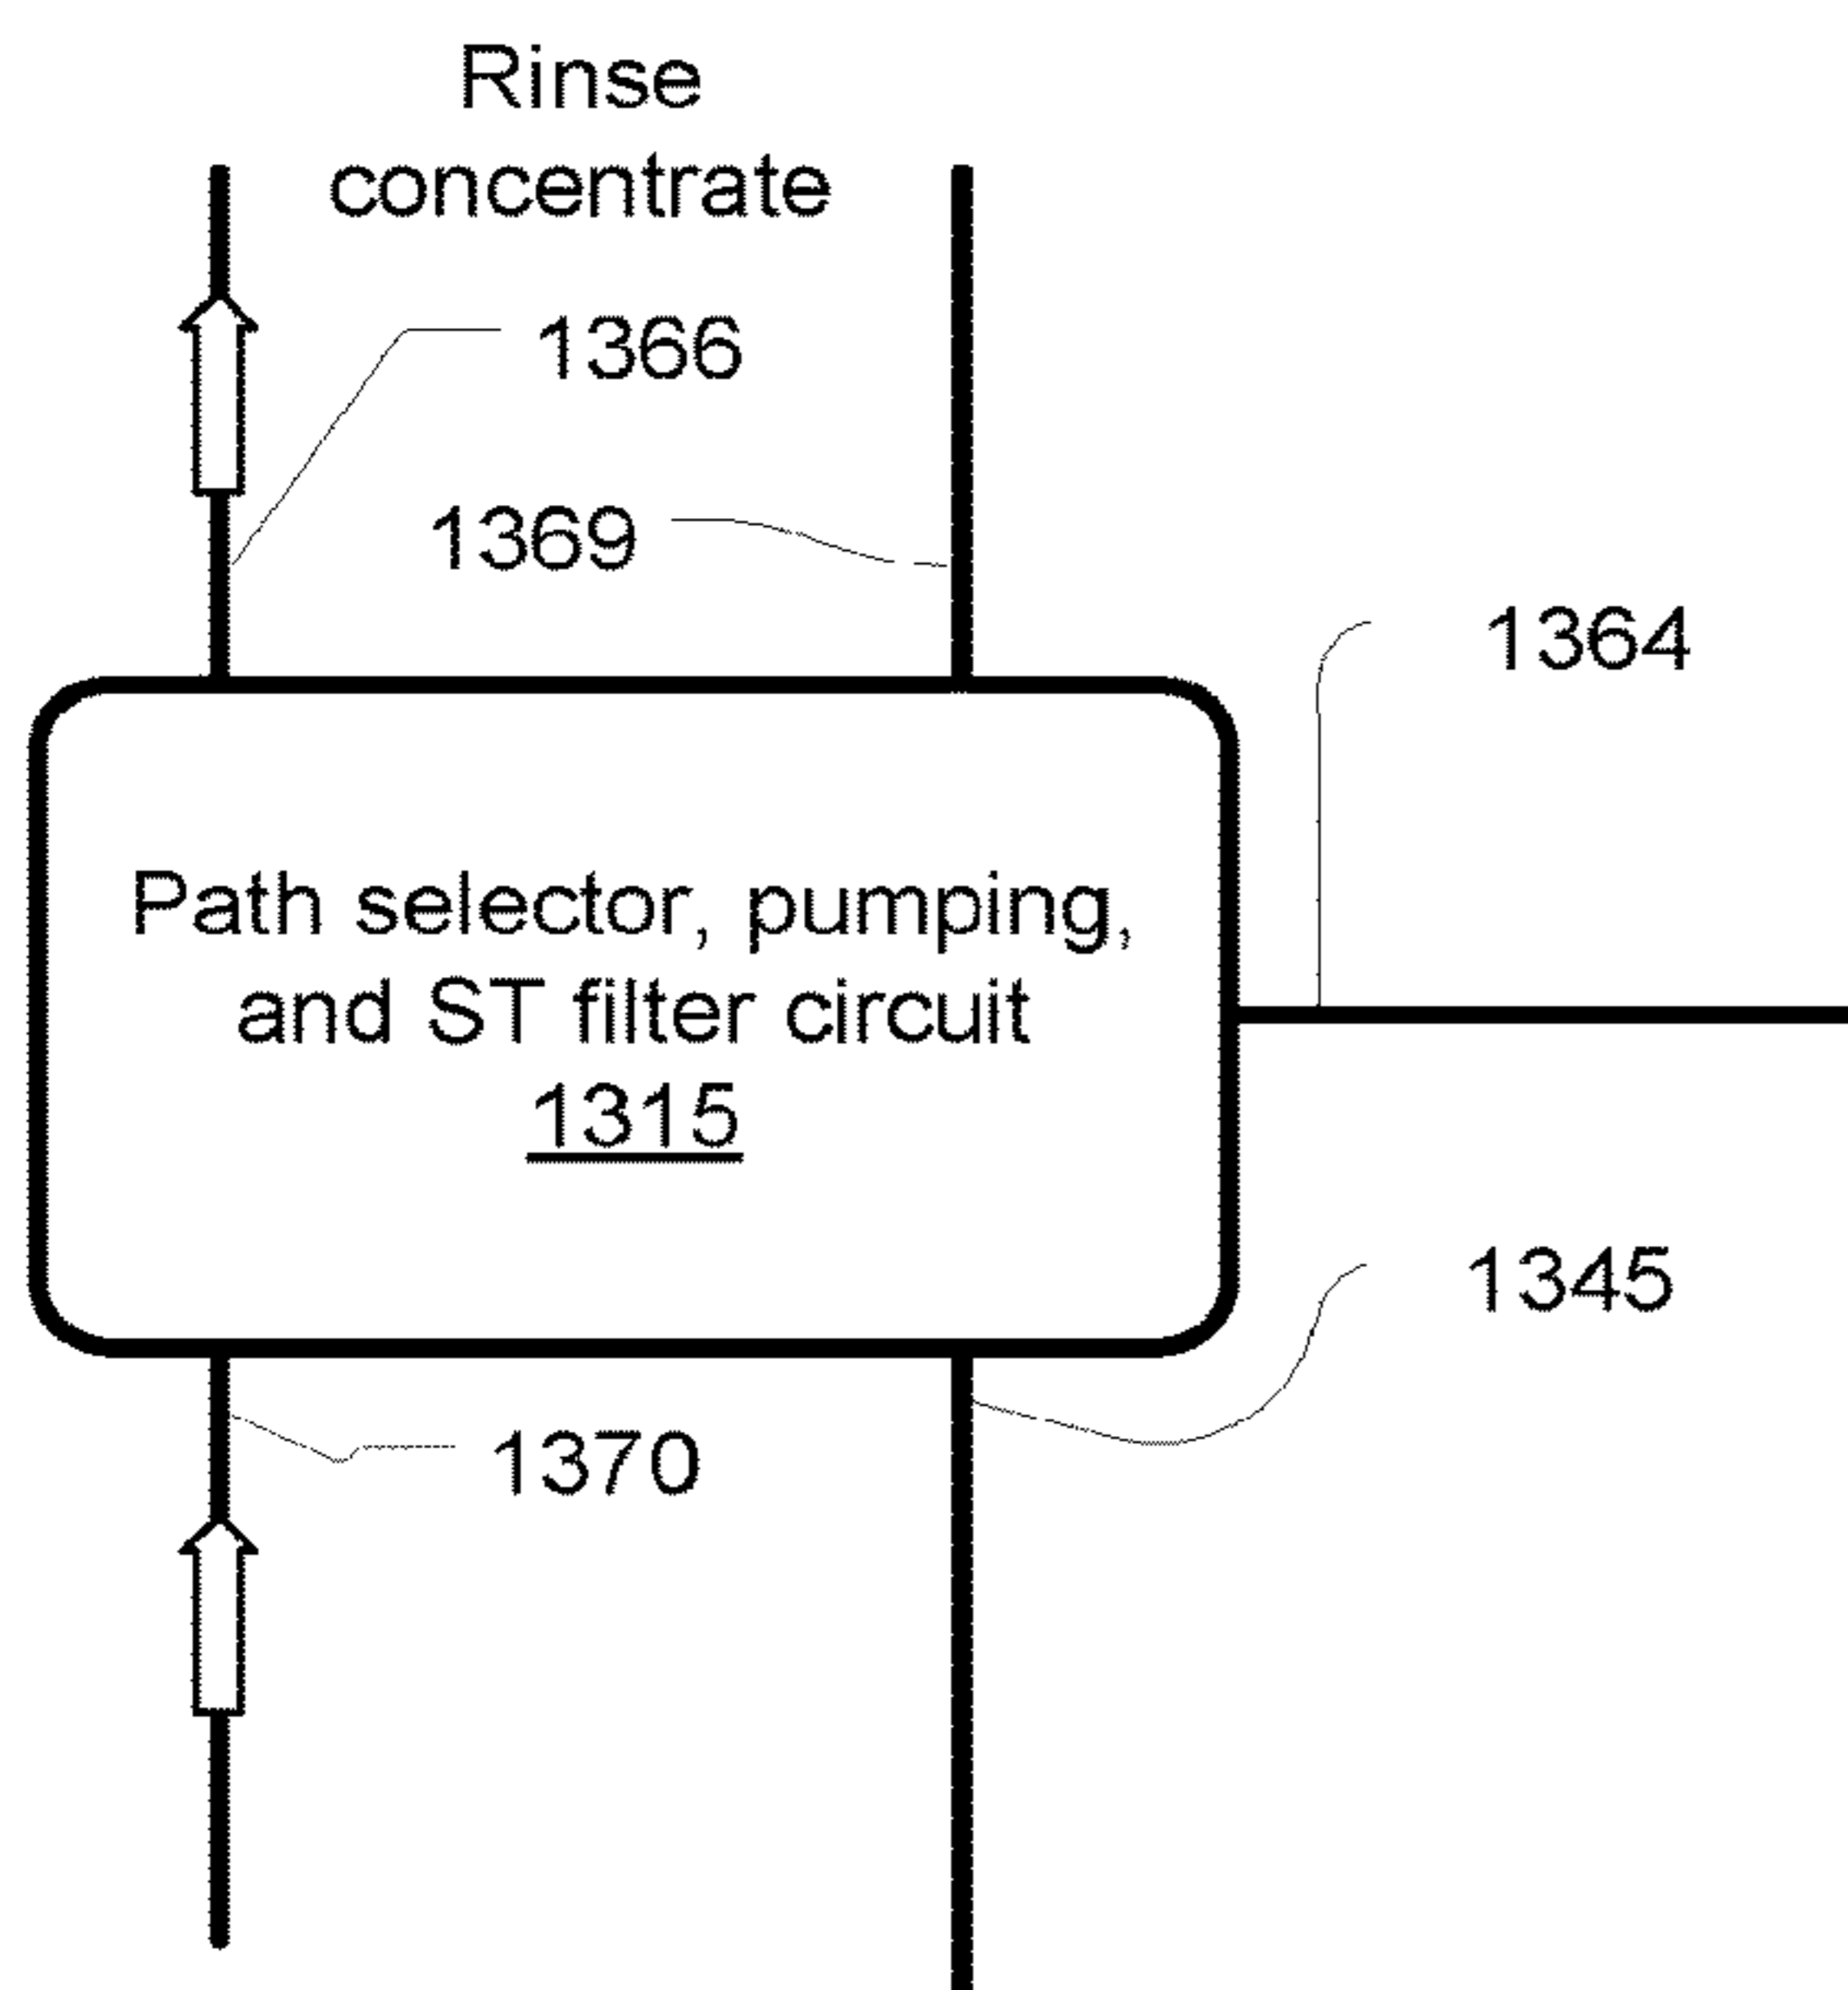 Rinse
concentrate
1366
1369
1364
Path selector, pumping,
and ST filter circuit
1315
1345
1370